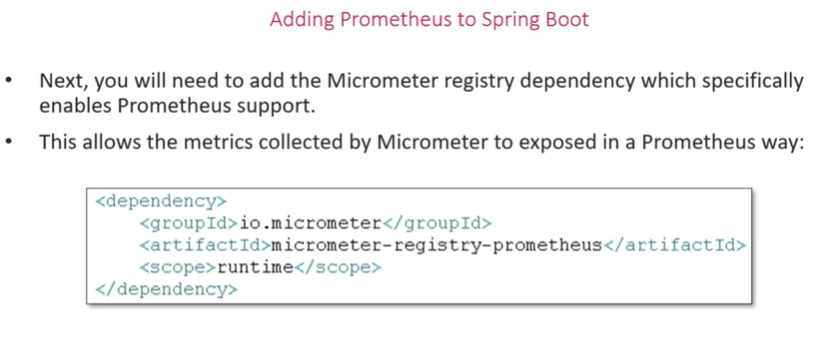 Adding Prometheus to Spring Boot
• Next, you will need to add the Micrometer registry dependency which specifically
enables Prometheus support.
• This allows the metrics collected by Micrometer to exposed in a Prometheus way:
<dependency>
    <groupId>io.micrometer</groupId>
    <artifactId>micrometer-registry-prometheus</artifactId>
    <scope>runtime</scope>
</dependency>